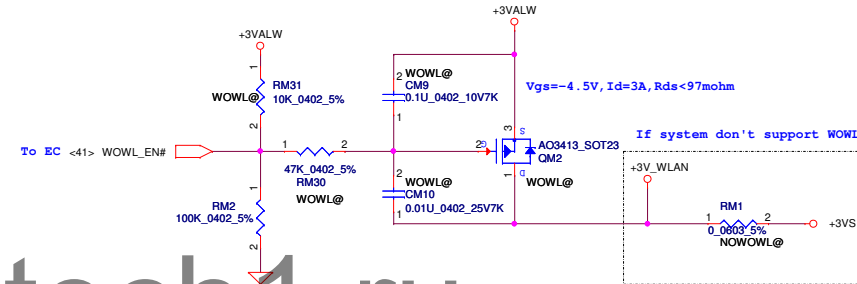 +3VALW
+3VALW
1
RM31
10K_0402_5%
WOWL@
2
2
WOWL@
CM9
0.1U_0402_10V7K
1
Vgs=-4.5V,Id=3A,Rds<97mohm
To EC <41> WOWL_EN#
1
2
47K_0402_5%
RM30
WOWL@
2
G
S
3
AO3413_SOT23
QM2
D
1
WOWL@
If system don't support WOWL
1
RM2
100K_0402_5%
2
2
WOWL@
CM10
0.01U_0402_25V7K
1
+3V_WLAN
RM1
1
2
0_0603_5%
NOWOWL@
+3VS